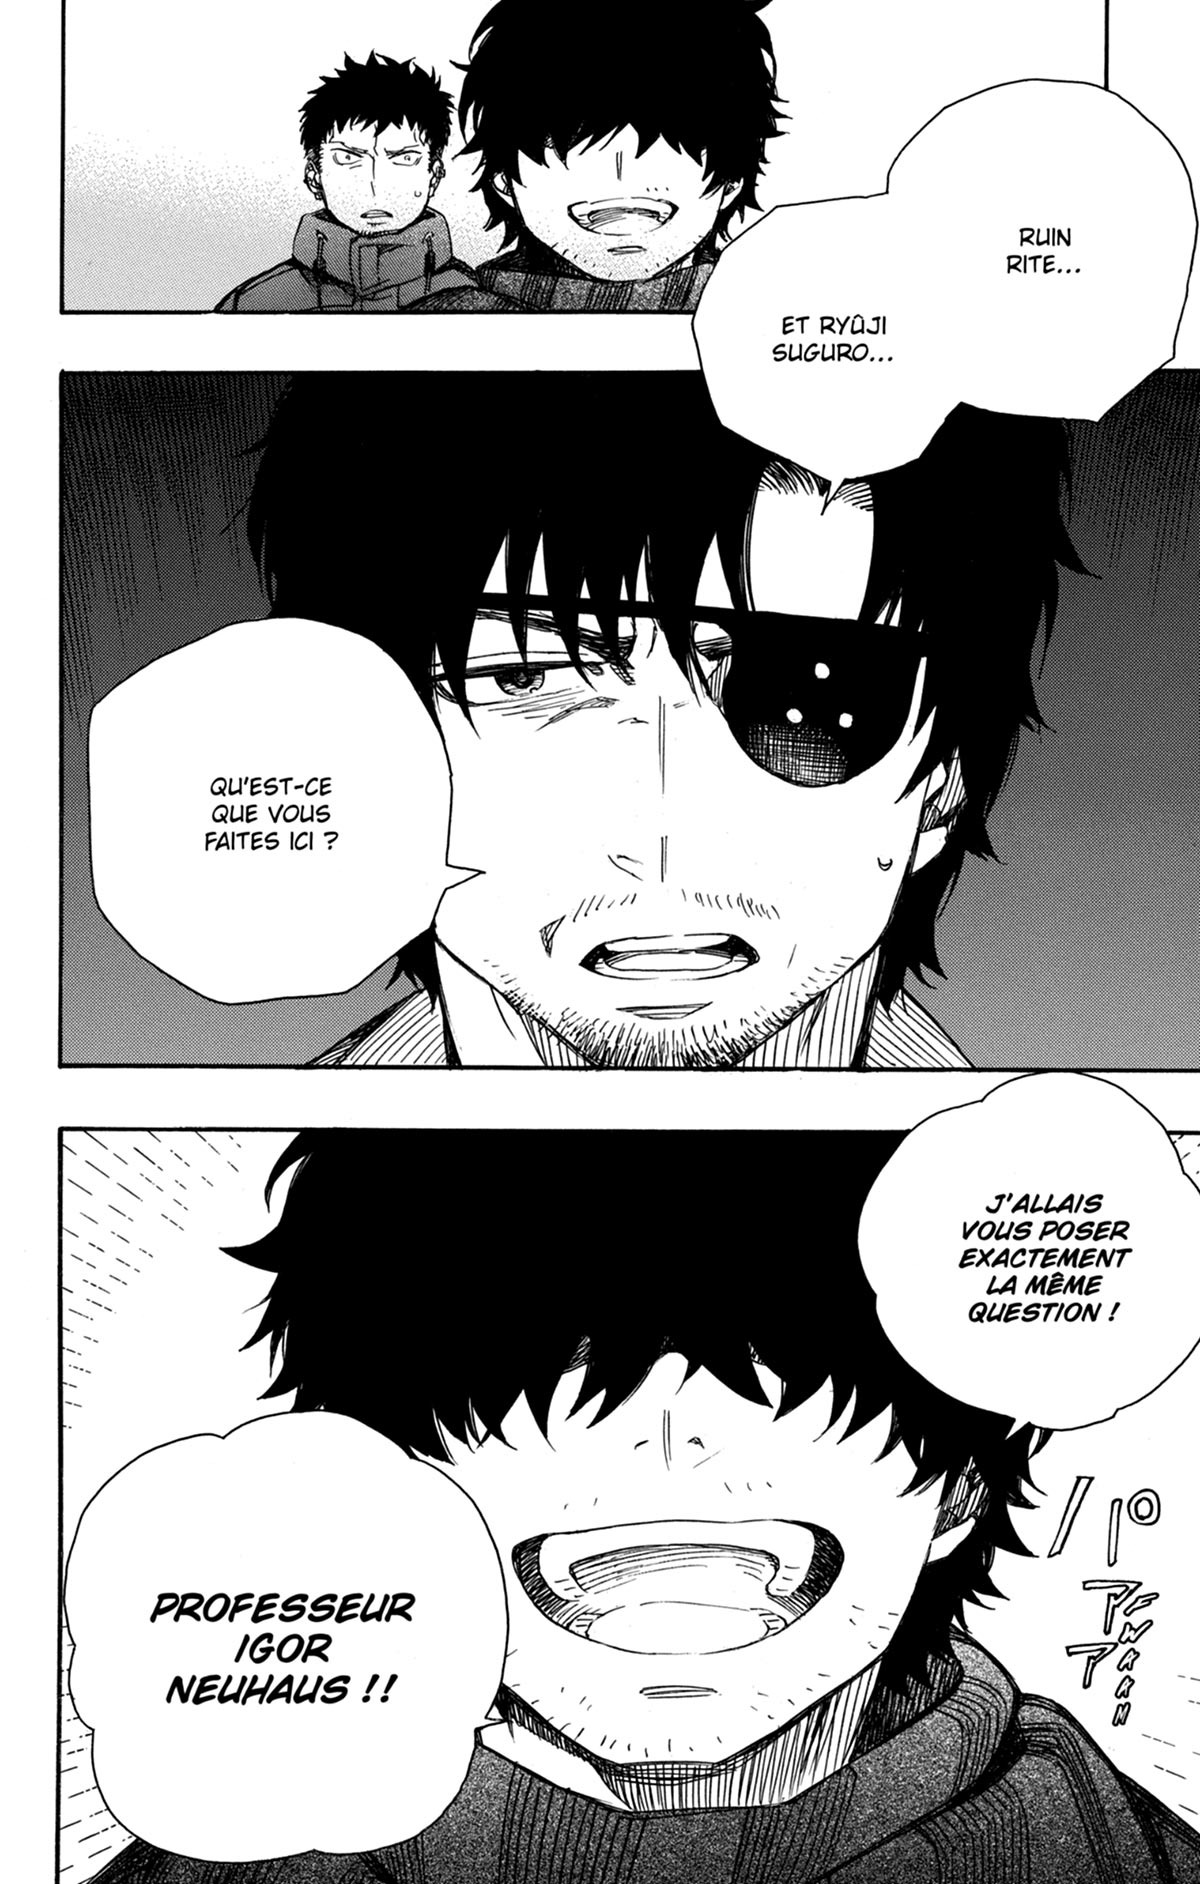 RUIN
RITE...
ET RYÛJI
SUGURO...
QU'EST-CE
QUE VOUS
FAITES ICI ?
J'ALLAIS
VOUS POSER
EXACTEMENT
LA MÊME
QUESTION !
パアア
FWAAAH
PROFESSEUR
IGOR
NEUHAUS !!